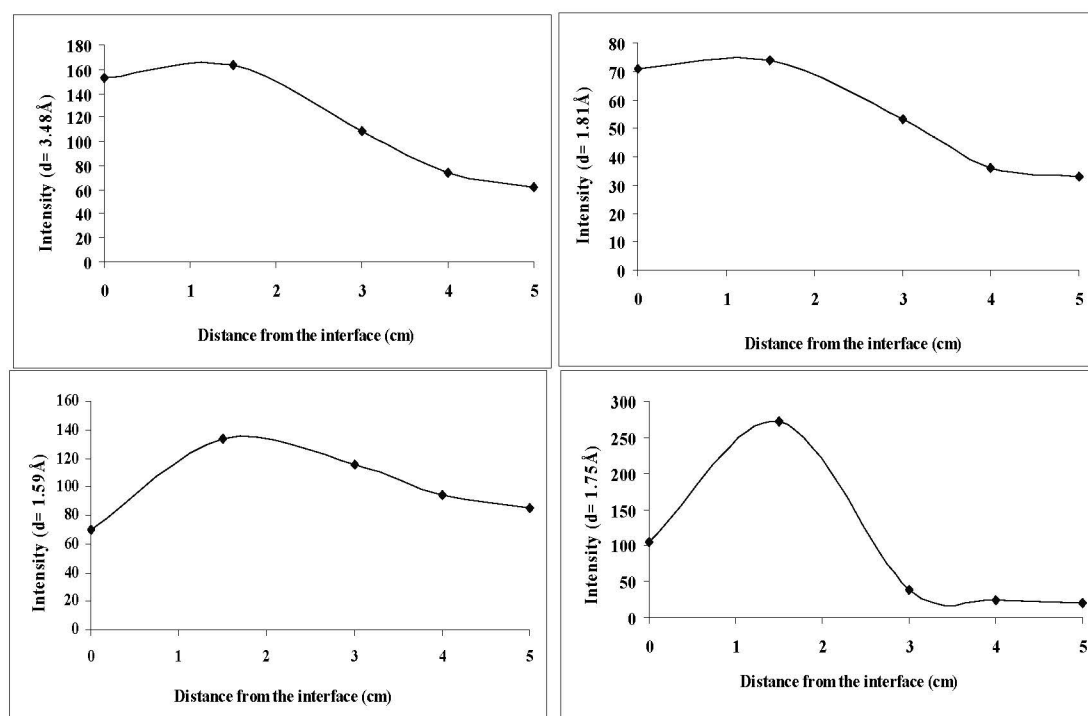 180
160
140
120
100
80
60
40
20
0
Intensity (d= 3.48Å)
0 1 2 3 4 5
Distance from the interface (cm)
80
70
60
50
40
30
20
10
0
Intensity (d= 1.81Å)
0 1 2 3 4 5
Distance from the interface (cm)
160
140
120
100
80
60
40
20
0
Intensity (d= 1.59Å)
0 1 2 3 4 5
Distance from the interface (cm)
300
250
200
150
100
50
0
Intensity (d= 1.75Å)
0 1 2 3 4 5
Distance from the interface (cm)